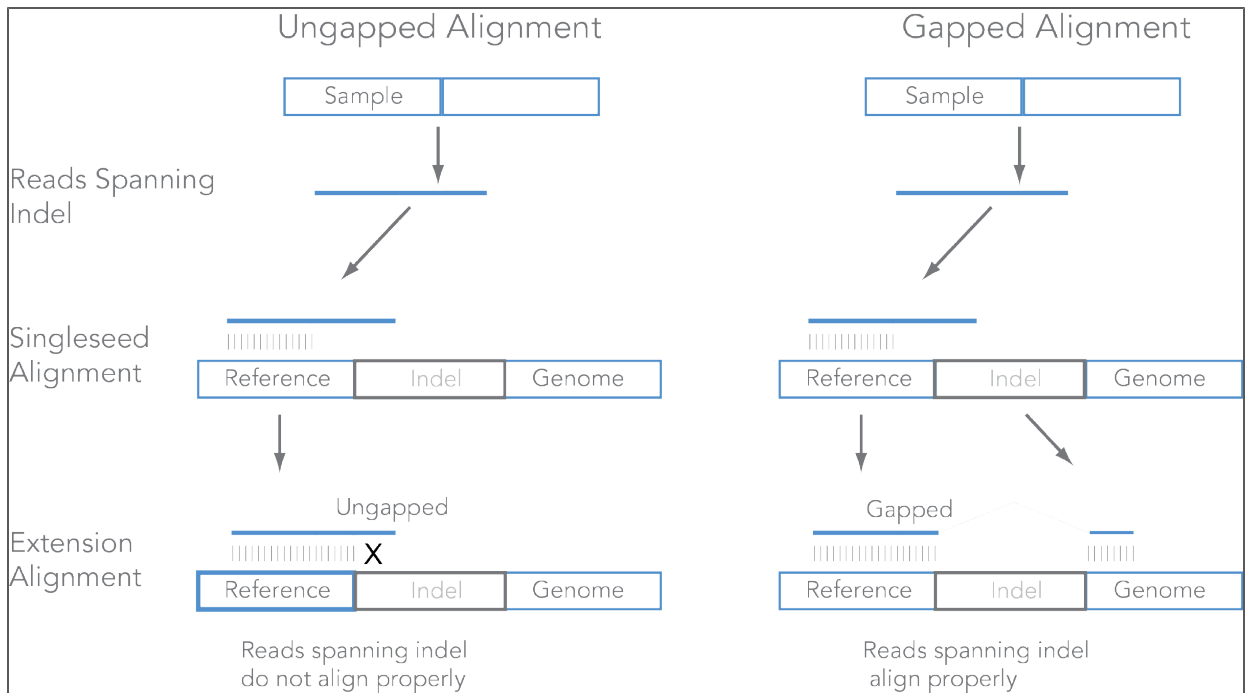 Ungapped Alignment
Gapped Alignment
Sample
Sample
Reads Spanning
Indel
Singleseed
Alignment
Reference
Indel
Genome
Reference
Indel
Genome
Ungapped
Gapped
Extension
Alignment
X
Reference
Indel
Genome
Reference
Indel
Genome
Reads spanning indel
do not align properly
Reads spanning indel
align properly